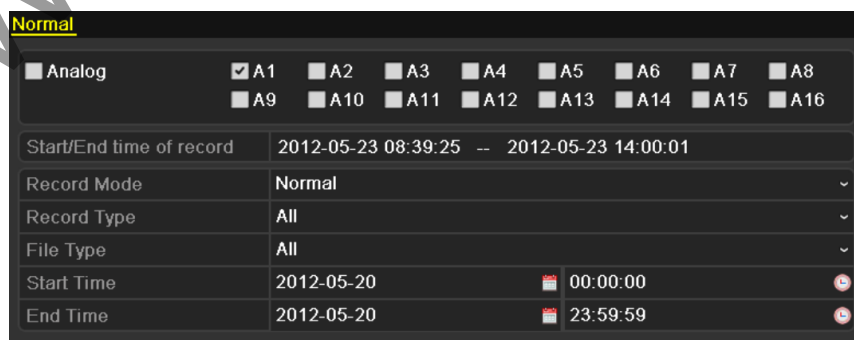 Normal
Analog A1 A2 A3 A4 A5 A6 A7 A8
A9 A10 A11 A12 A13 A14 A15 A16
Start/End time of record 2012-05-23 08:39:25 -- 2012-05-23 14:00:01
Record Mode Normal
Record Type All
File Type All
Start Time 2012-05-20 00:00:00
End Time 2012-05-20 23:59:59